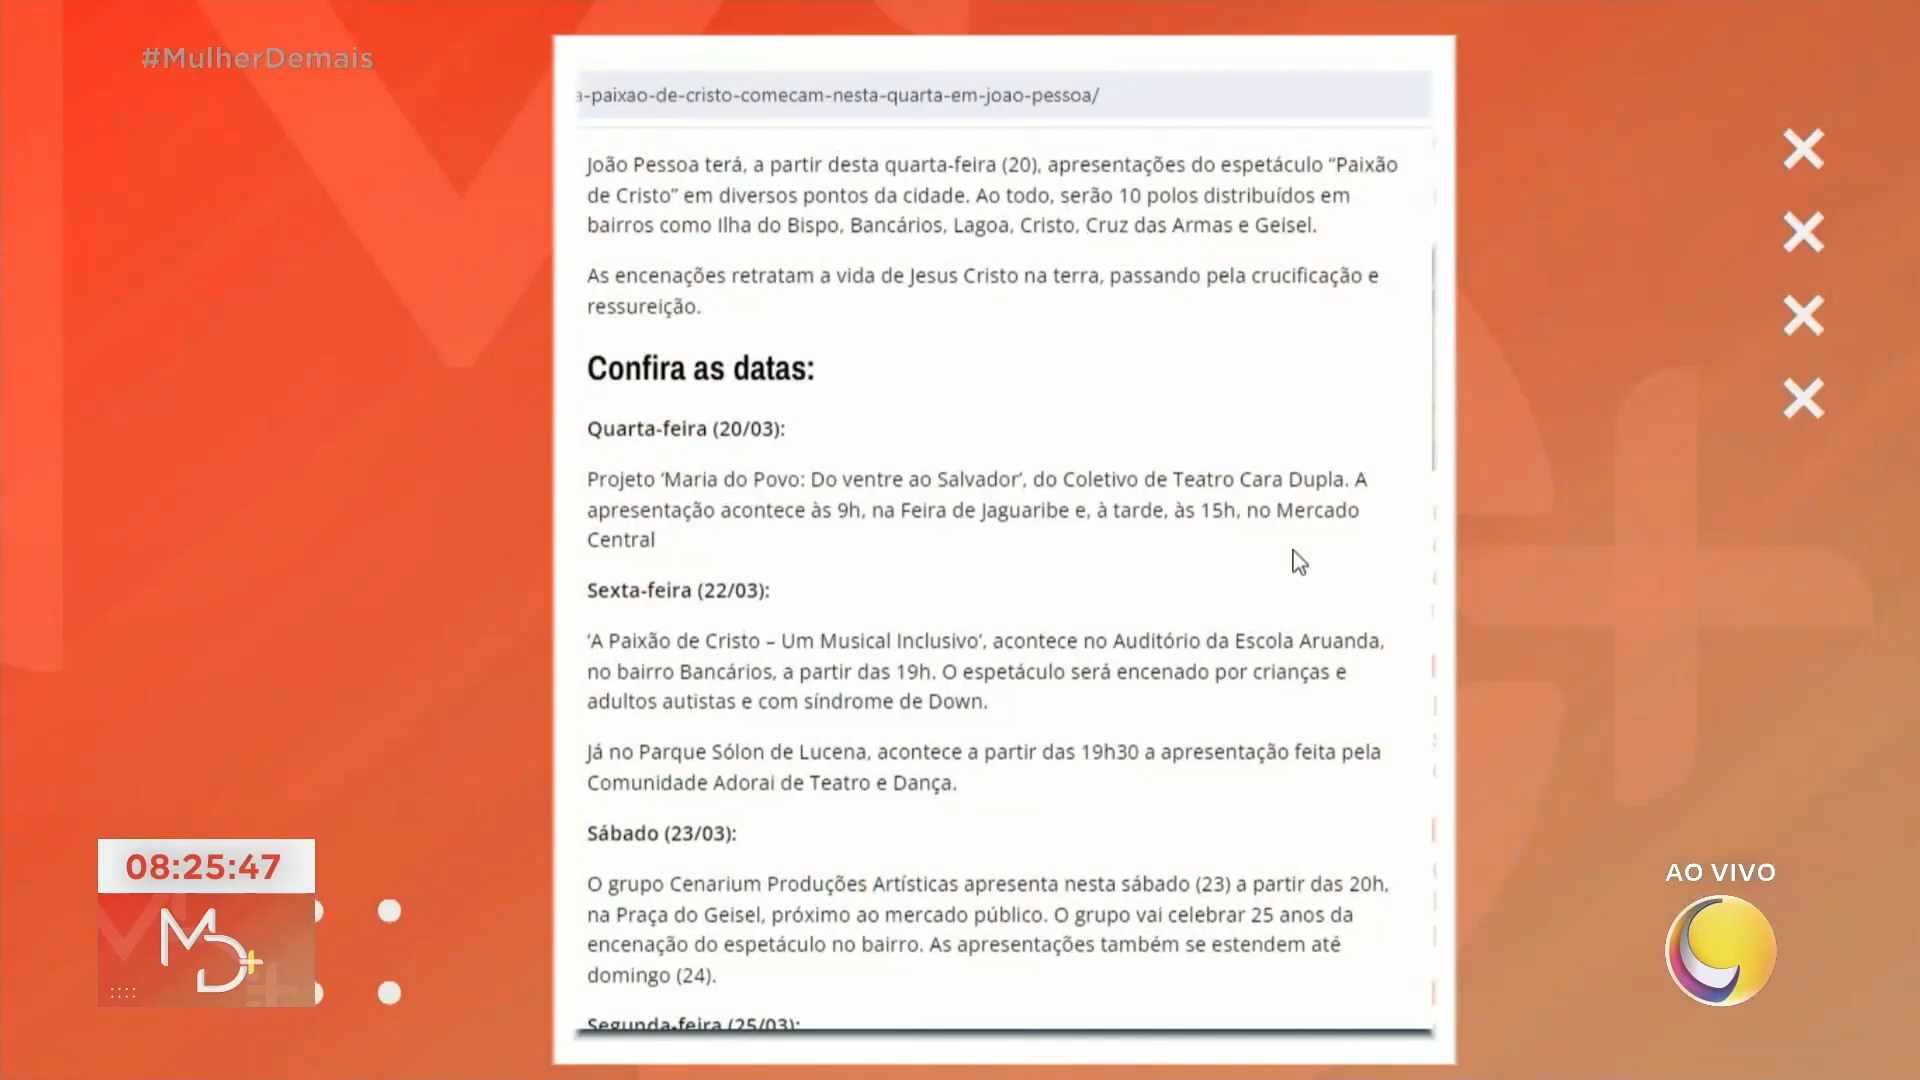 #MulherDemais
a-paixao-de-cristo-comecam-nesta-quarta-em-joao-pessoa/
João Pessoa terá, a partir desta quarta-feira (20), apresentações do espetáculo “Paixão
de Cristo” em diversos pontos da cidade. Ao todo, serão 10 polos distribuídos em
bairros como Ilha do Bispo, Bancários, Lagoa, Cristo, Cruz das Armas e Geisel.
As encenações retratam a vida de Jesus Cristo na terra, passando pela crucificação e
ressureição.
Confira as datas:
Quarta-feira (20/03):
Projeto ‘Maria do Povo: Do ventre ao Salvador’, do Coletivo de Teatro Cara Dupla. A
apresentação acontece às 9h, na Feira de Jaguaribe e, à tarde, às 15h, no Mercado
Central
Sexta-feira (22/03):
‘A Paixão de Cristo – Um Musical Inclusivo’, acontece no Auditório da Escola Aruanda,
no bairro Bancários, a partir das 19h. O espetáculo será encenado por crianças e
adultos autistas e com síndrome de Down.
Já no Parque Sólon de Lucena, acontece a partir das 19h30 a apresentação feita pela
Comunidade Adorai de Teatro e Dança.
Sábado (23/03):
O grupo Cenarium Produções Artísticas apresenta nesta sábado (23) a partir das 20h,
na Praça do Geisel, próximo ao mercado público. O grupo vai celebrar 25 anos da
encenação do espetáculo no bairro. As apresentações também se estendem até
domingo (24).
Segunda-feira (25/03):
08:25:47
MD+
AO VIVO